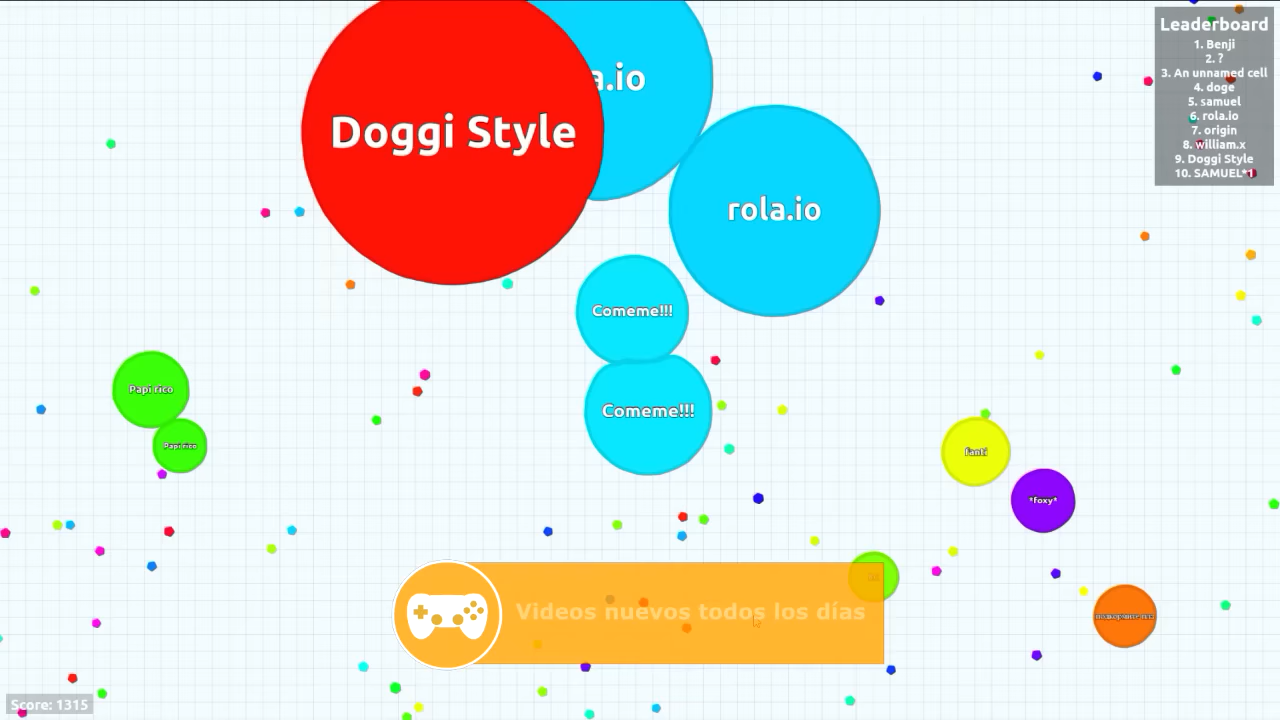 Leaderboard
1. Benji
2. ?
3. An unnamed cell
4. doge
5. samuel
6. rola.io
7. origin
8. william.x
9. Doggi Style
10. SAMUEL*1
a.io
Doggi Style
rola.io
Comeme!!!
Comeme!!!
Papi rico
Papi rico
fanti
*foxy*
Videos nuevos todos los días
Score: 1315